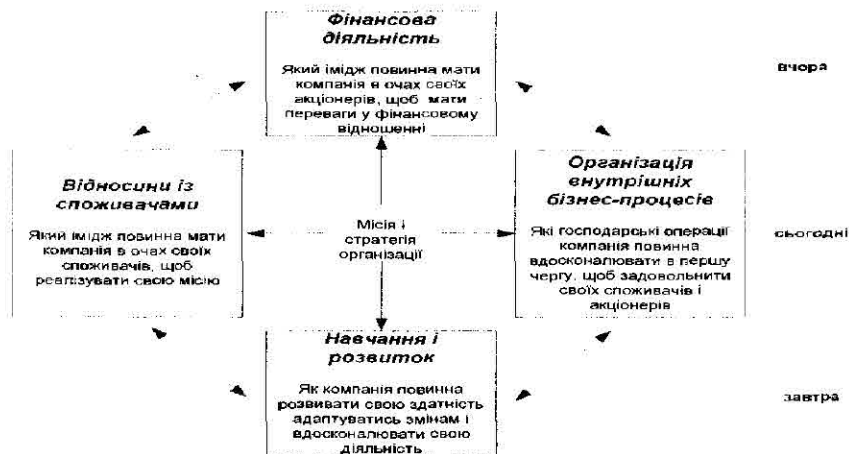 Фінансова
діяльність
Який імідж повинна мати
компанія в очах своїх
акціонерів, щоб мати
переваги у фінансовому
відношенні
вчора
Відносини із
споживачами
Який імідж повинна мати
компанія в очах своїх
споживачів, щоб
реалізувати свою місію
Місія і
стратегія
організації
Організація
внутрішніх
бізнес-процесів
Які господарські операції
компанія повинна
вдосконалювати в першу
чергу, щоб задовольнити
своїх споживачів і
акціонерів
сьогодні
Навчання і
розвиток
Як компанія повинна
розвивати свою здатність
адаптуватись змінам і
вдосконалювати свою
діяльність
завтра